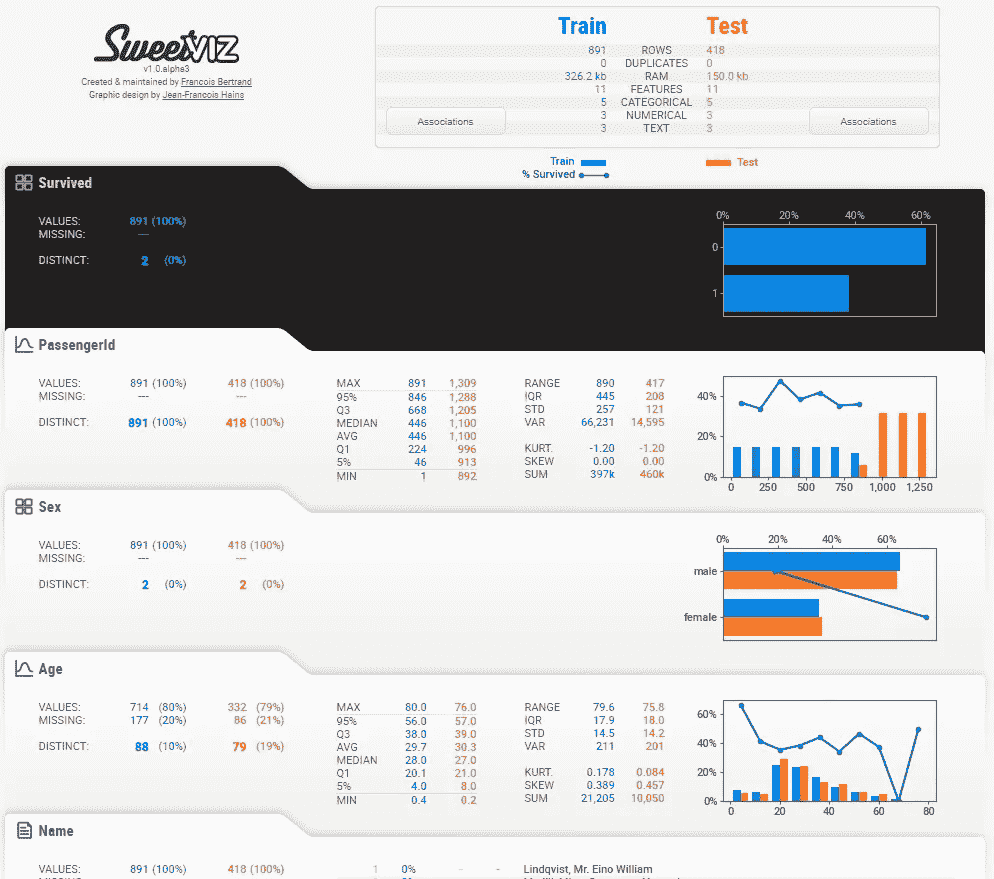 SweetVIZ
v1.0.alpha3
Created & maintained by Francois Bertrand
Graphic design by Jean-Francois Hains
Train Test
891 ROWS 418
0 DUPLICATES 0
326.2 kb RAM 150.0 kb
11 FEATURES 11
5 CATEGORICAL 5
3 NUMERICAL 3
3 TEXT 3
Associations
Associations
Train
Test
% Survived
Survived
VALUES: 891 (100%)
MISSING: ---
DISTINCT: 2 (0%)
0% 20% 40% 60%
0
1
PassengerId
VALUES: 891 (100%) 418 (100%)
MISSING: --- ---
DISTINCT: 891 (100%) 418 (100%)
MAX 891 1,309
95% 846 1,288
Q3 668 1,205
MEDIAN 446 1,100
AVG 446 1,100
Q1 224 996
5% 46 913
MIN 1 892
RANGE 890 417
IQR 445 208
STD 257 121
VAR 66,231 14,595
KURT. -1.20 -1.20
SKEW 0.00 0.00
SUM 397k 460k
40%
20%
0%
0 250 500 750 1,000 1,250
Sex
VALUES: 891 (100%) 418 (100%)
MISSING: --- ---
DISTINCT: 2 (0%) 2 (0%)
0% 20% 40% 60%
male
female
Age
VALUES: 714 (80%) 332 (79%)
MISSING: 177 (20%) 86 (21%)
DISTINCT: 88 (10%) 79 (19%)
MAX 80.0 76.0
95% 56.0 57.0
Q3 38.0 39.0
AVG 29.7 30.3
MEDIAN 28.0 27.0
Q1 20.1 21.0
5% 4.0 8.0
MIN 0.4 0.2
RANGE 79.6 75.8
IQR 17.9 18.0
STD 14.5 14.2
VAR 211 201
KURT. 0.178 0.084
SKEW 0.389 0.457
SUM 21,205 10,050
60%
40%
20%
0%
0 20 40 60 80
Name
VALUES: 891 (100%) 418 (100%)
1 0% - - Lindqvist, Mr. Eino William